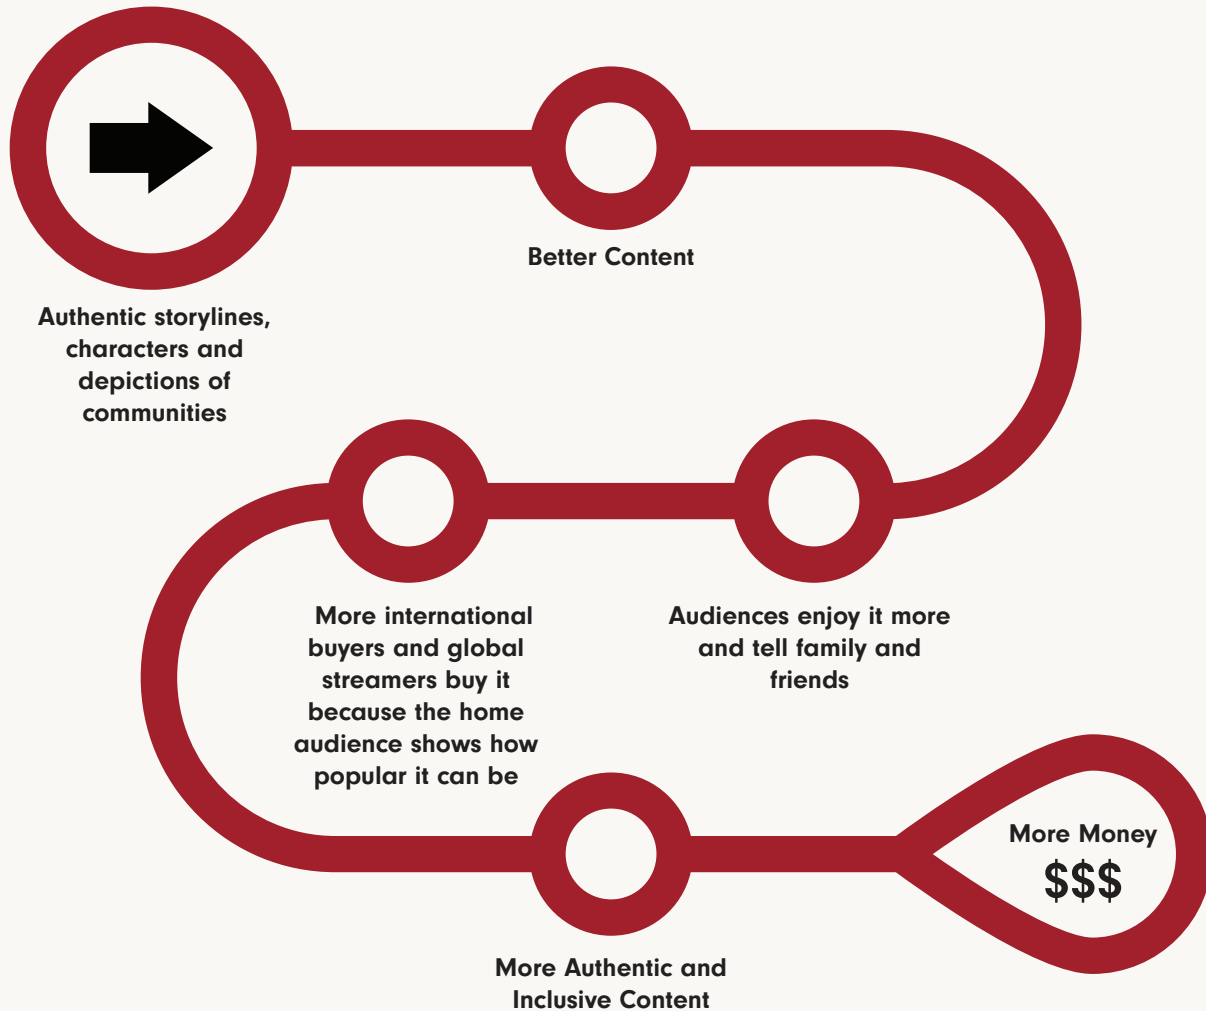 Authentic storylines,
characters and
depictions of
communities
Better Content
Audiences enjoy it more
and tell family and
friends
More international
buyers and global
streamers buy it
because the home
audience shows how
popular it can be
More Authentic and
Inclusive Content
More Money
$$$